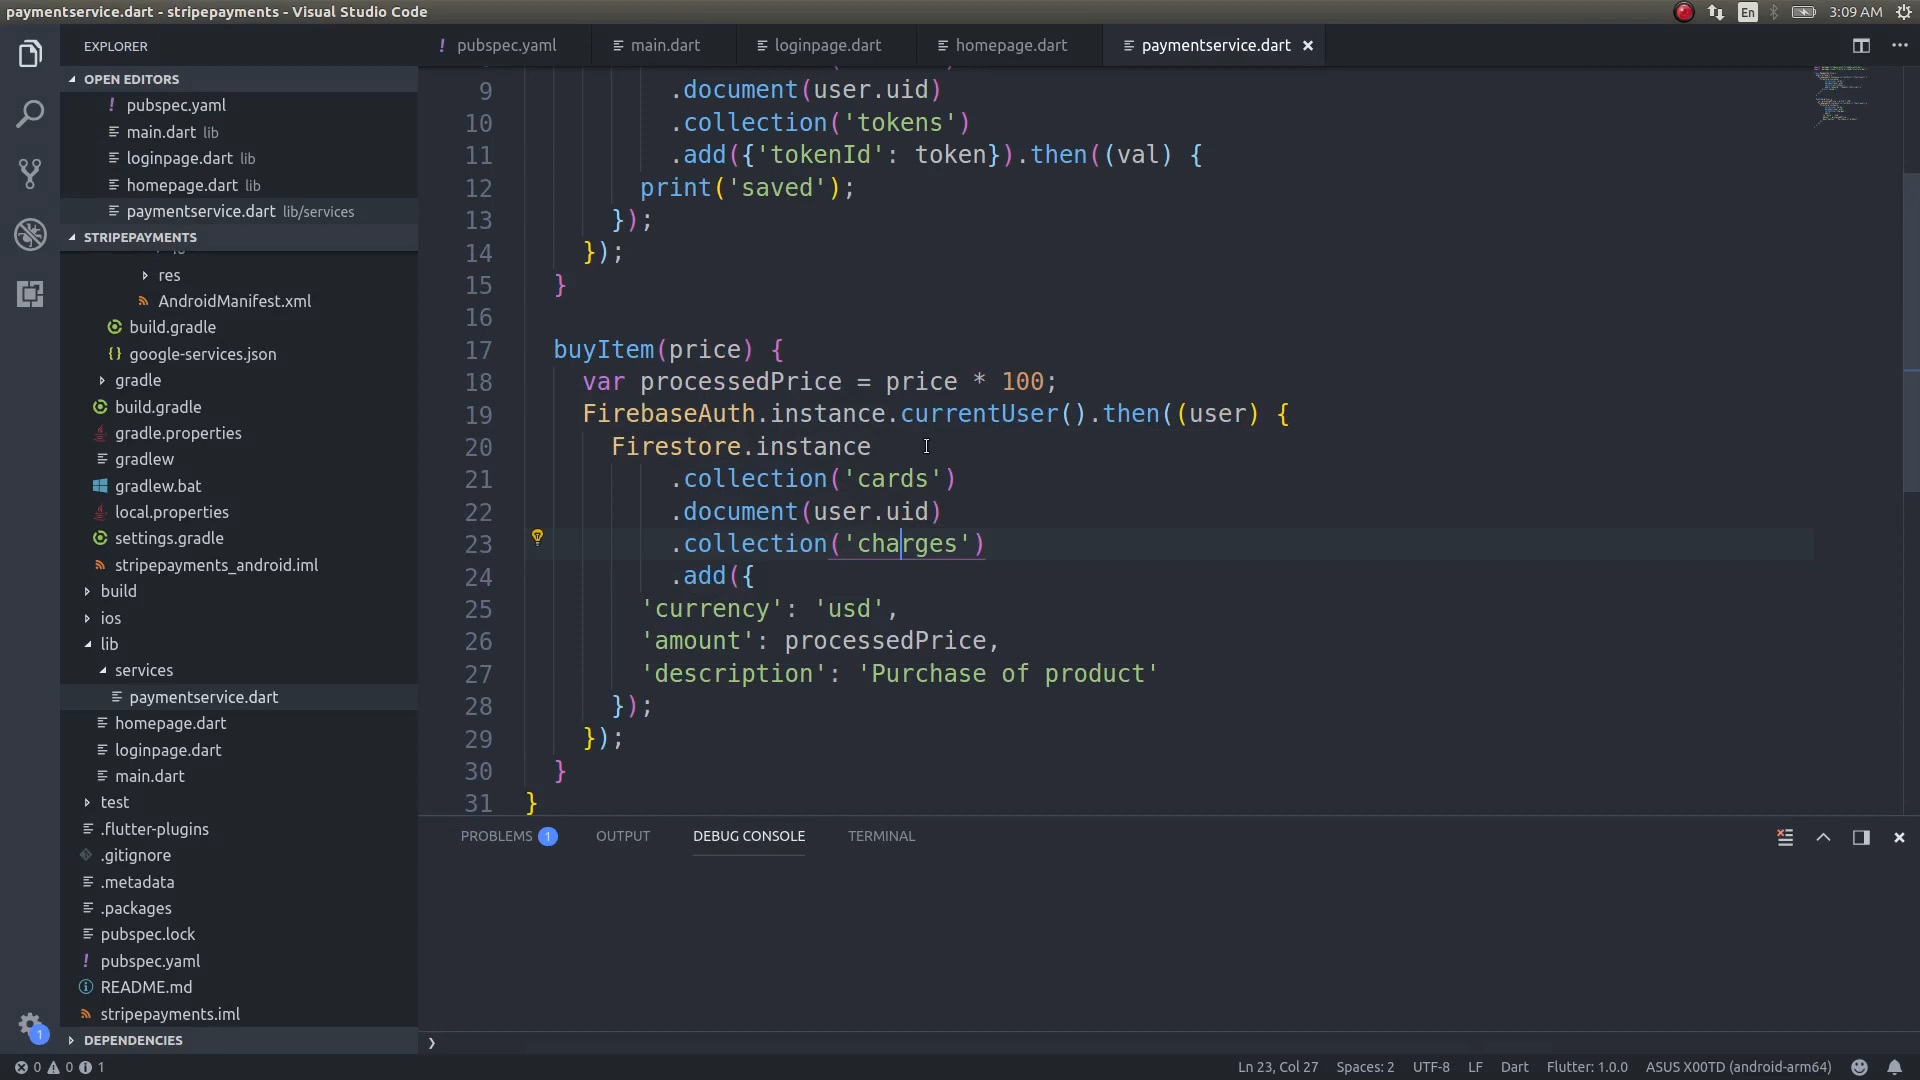 paymentservice.dart - stripepayments - Visual Studio Code
En
3:09 AM
EXPLORER
OPEN EDITORS
! pubspec.yaml
main.dart lib
loginpage.dart lib
homepage.dart lib
paymentservice.dart lib/services
STRIPEPAYMENTS
res
AndroidManifest.xml
build.gradle
{} google-services.json
gradle
build.gradle
gradle.properties
gradlew
gradlew.bat
local.properties
settings.gradle
stripepayments_android.iml
build
ios
lib
services
paymentservice.dart
homepage.dart
loginpage.dart
main.dart
test
.flutter-plugins
.gitignore
.metadata
.packages
pubspec.lock
! pubspec.yaml
README.md
stripepayments.iml
DEPENDENCIES
1
! pubspec.yaml
main.dart
loginpage.dart
homepage.dart
paymentservice.dart ×
9 .document(user.uid)
10 .collection('tokens')
11 .add({'tokenId': token}).then((val) {
12 print('saved');
13 });
14 });
15 }
16
17 buyItem(price) {
18 var processedPrice = price * 100;
19 FirebaseAuth.instance.currentUser().then((user) {
20 Firestore.instance
21 .collection('cards')
22 .document(user.uid)
23 .collection('charges')
24 .add({
25 'currency': 'usd',
26 'amount': processedPrice,
27 'description': 'Purchase of product'
28 });
29 });
30 }
31 }
PROBLEMS 1 OUTPUT DEBUG CONSOLE TERMINAL
0 0 1
Ln 23, Col 27 Spaces: 2 UTF-8 LF Dart Flutter: 1.0.0 ASUS X00TD (android-arm64)